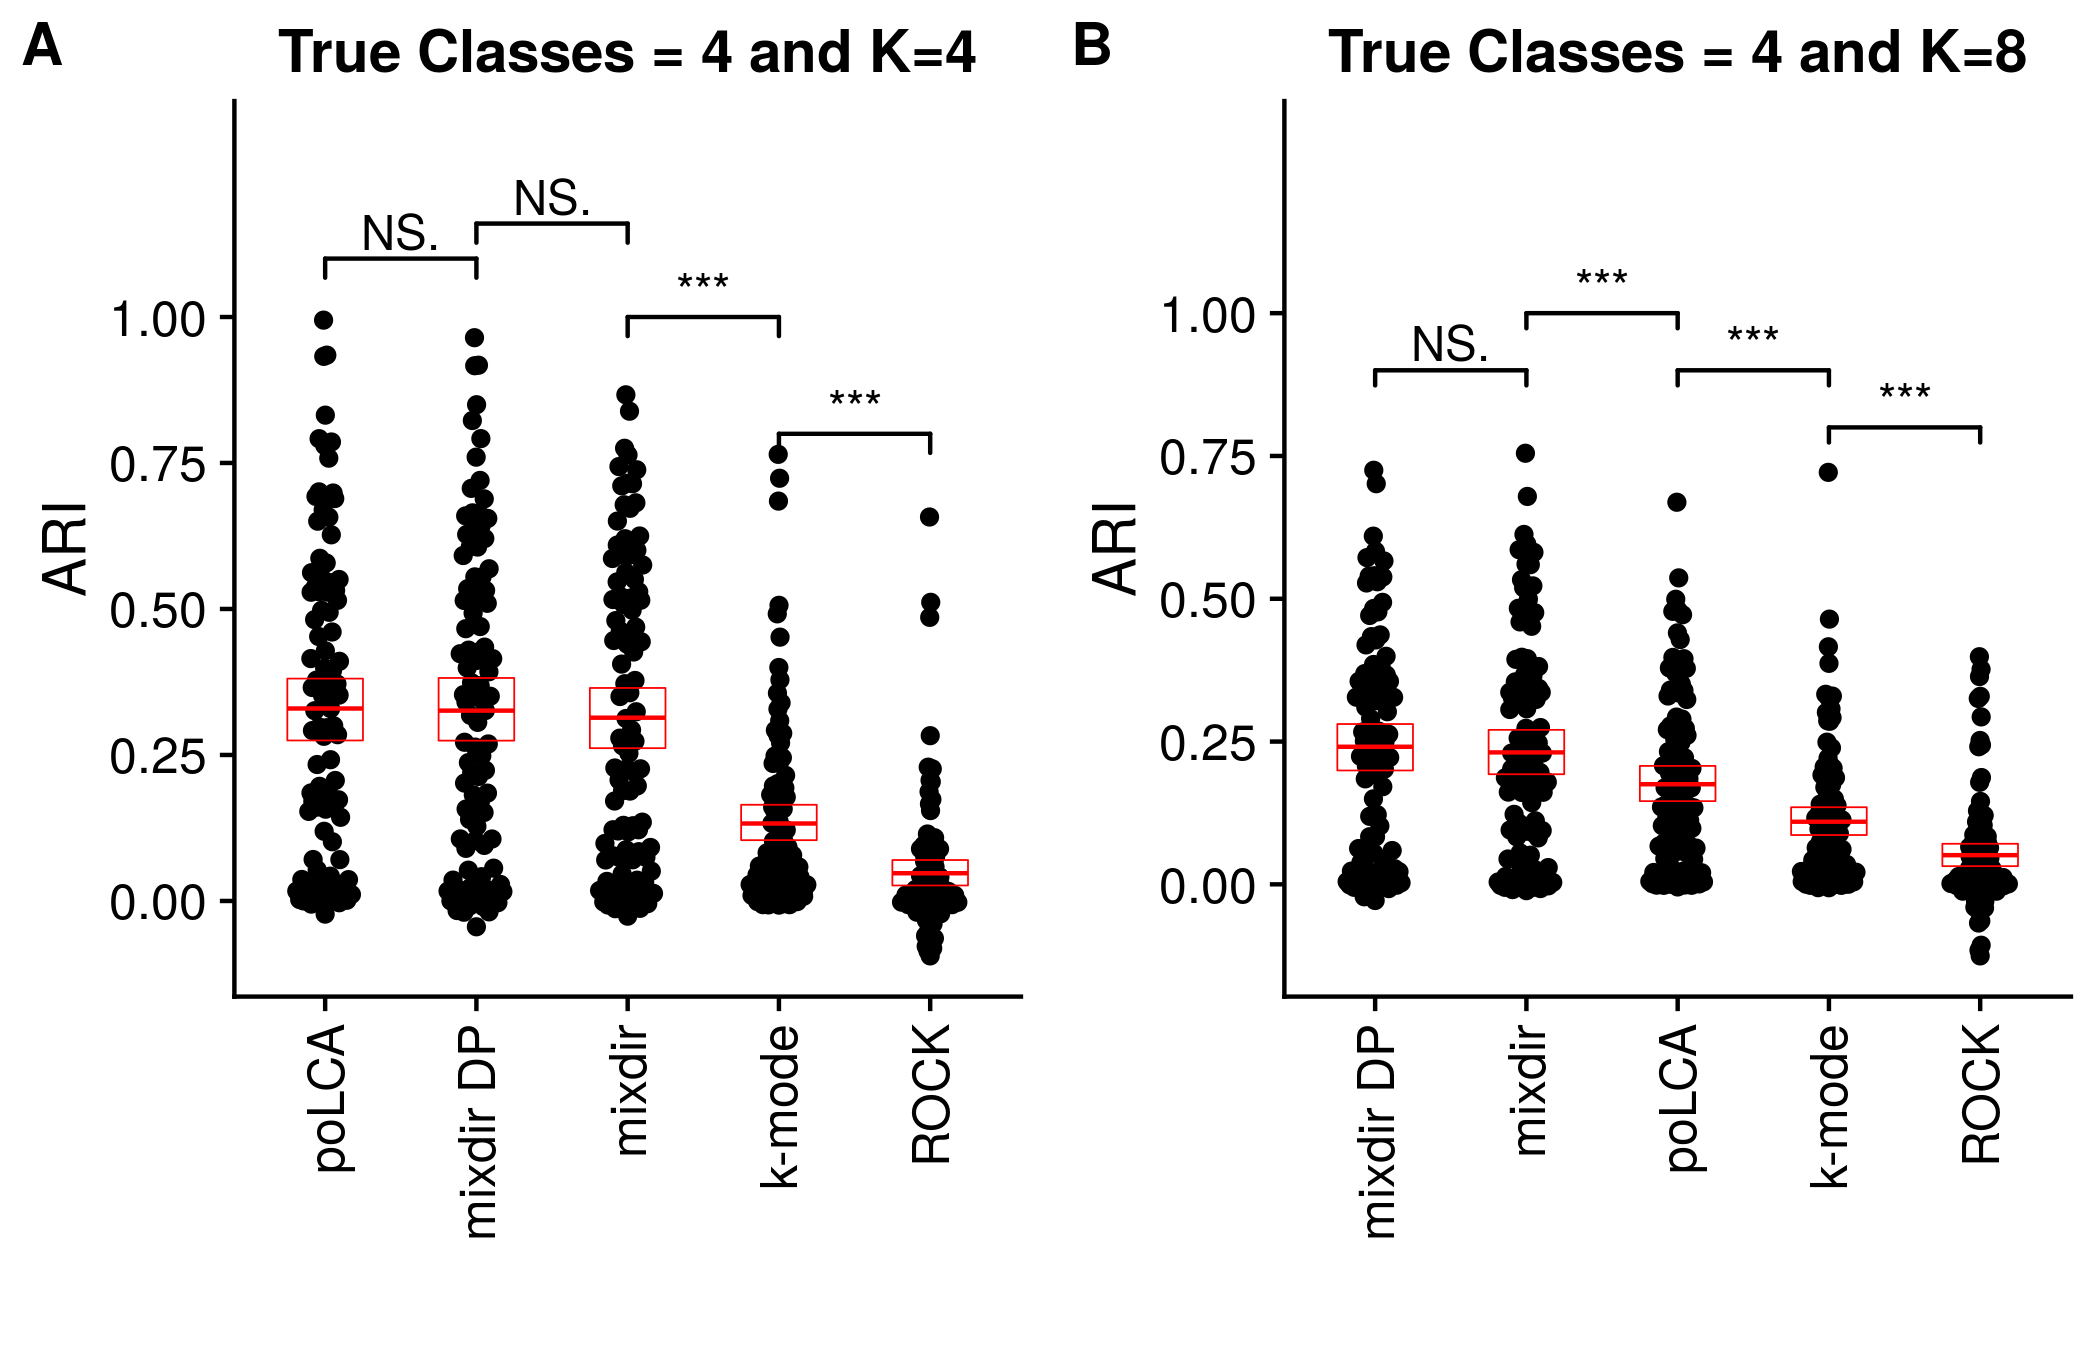 A
True Classes = 4 and K=4
NS.
NS.
***
***
1.00
0.75
0.50
0.25
0.00
ARI
poLCA
mixdir DP
mixdir
k-mode
ROCK
B
True Classes = 4 and K=8
***
NS.
***
***
1.00
0.75
0.50
0.25
0.00
ARI
mixdir DP
mixdir
poLCA
k-mode
ROCK